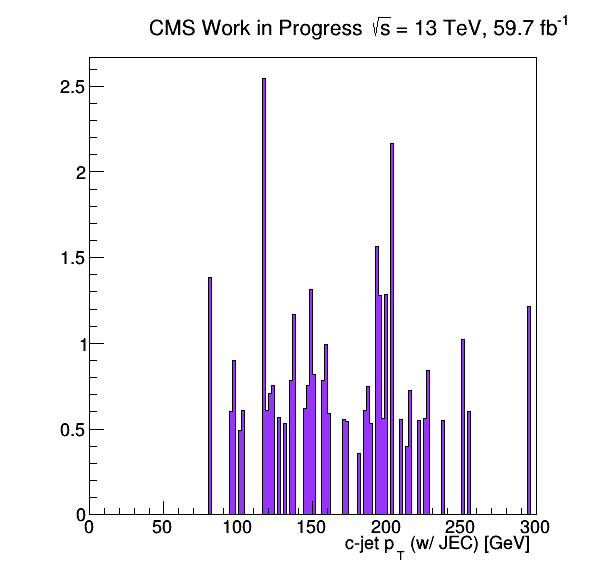 CMS Work in Progress √s = 13 TeV, 59.7 fb⁻¹
2.5
2
1.5
1
0.5
0
0 50 100 150 200 250 300
c-jet p_T (w/ JEC) [GeV]